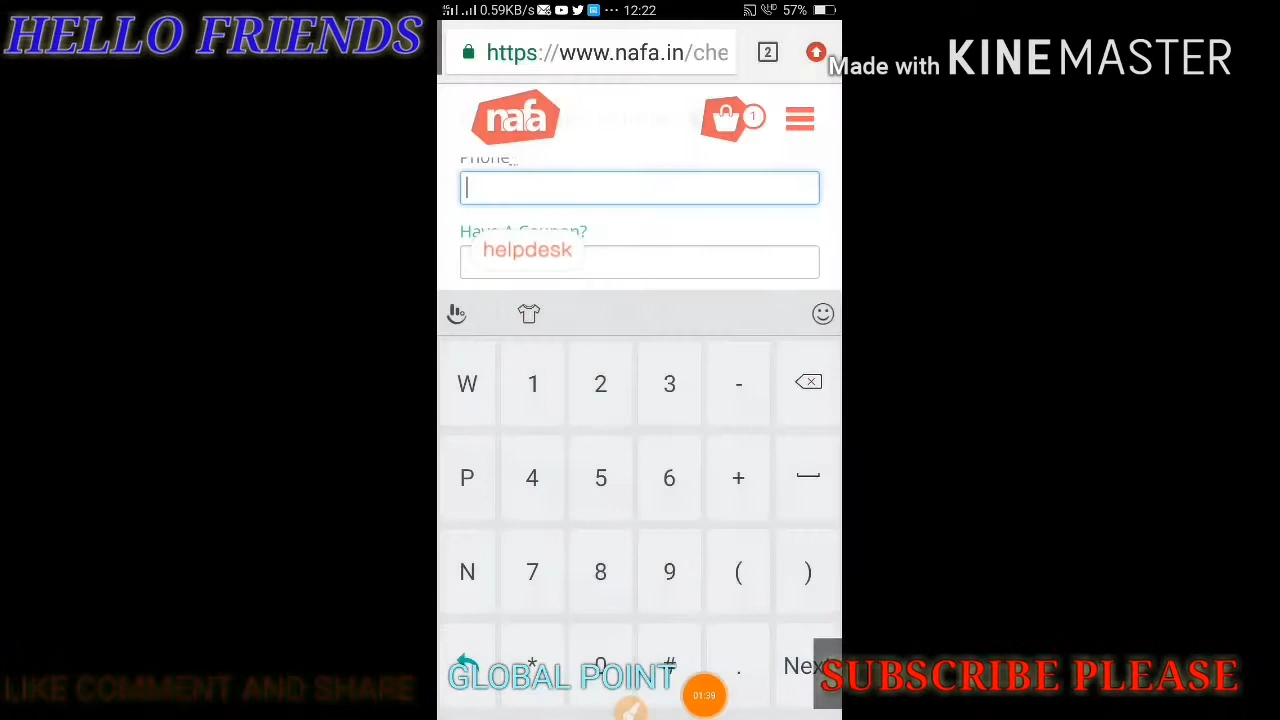 HELLO FRIENDS
0.59KB/s ... 12:22 57%
https://www.nafa.in/che 2
Made with KINEMASTER
nafa 1
Phone
Have A Coupon?
helpdesk
W 1 2 3 -
P 4 5 6 +
N 7 8 9 ( )
* 0 # . Next
GLOBAL POINT
01:39
LIKE COMMENT AND SHARE
SUBSCRIBE PLEASE